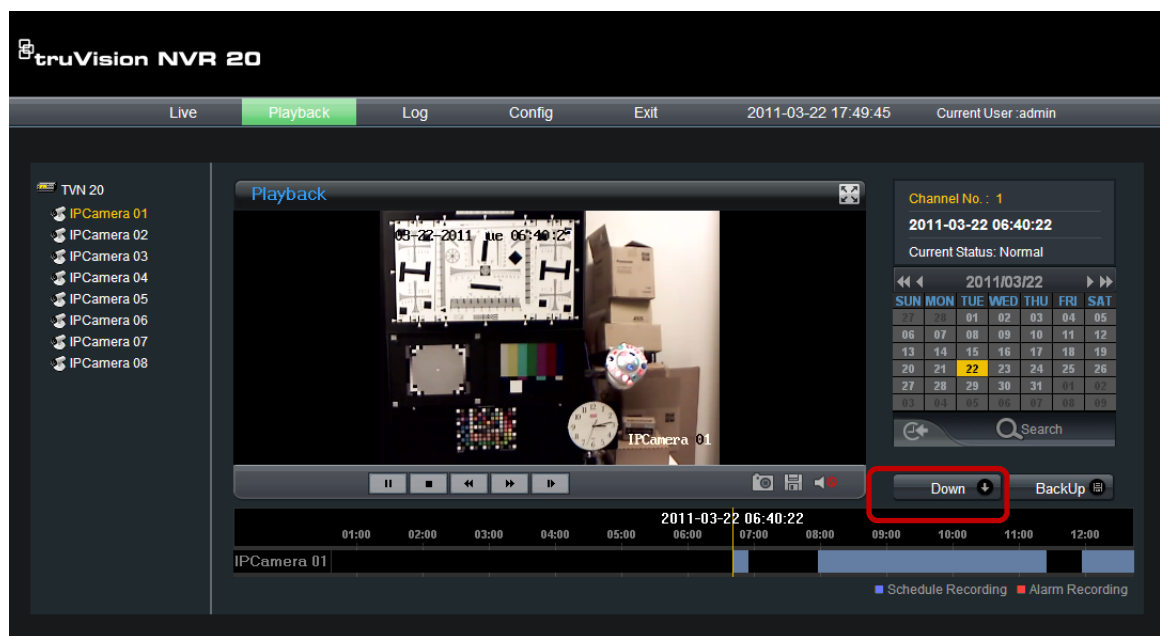 truVision NVR 20
Live Playback Log Config Exit 2011-03-22 17:49:45 Current User :admin
TVN 20
IPCamera 01
IPCamera 02
IPCamera 03
IPCamera 04
IPCamera 05
IPCamera 06
IPCamera 07
IPCamera 08
Playback
03-22-2011 ue 06:40:2
IPCamera 01
Channel No. : 1
2011-03-22 06:40:22
Current Status: Normal
2011/03/22
SUN MON TUE WED THU FRI SAT
27 28 01 02 03 04 05
06 07 08 09 10 11 12
13 14 15 16 17 18 19
20 21 22 23 24 25 26
27 28 29 30 31 01 02
03 04 05 06 07 08 09
Search
Down BackUp
2011-03-22 06:40:22
01:00 02:00 03:00 04:00 05:00 06:00 07:00 08:00 09:00 10:00 11:00 12:00
IPCamera 01
Schedule Recording Alarm Recording